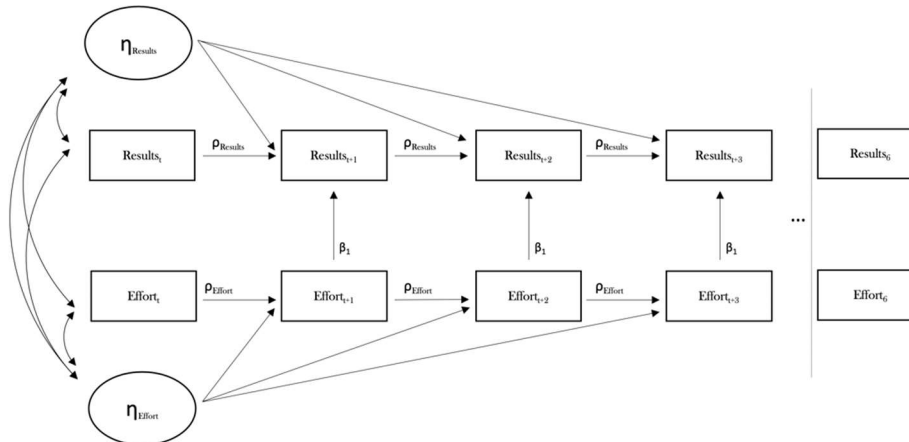 ηResults
Resultst ρResults Resultst+1 ρResults Resultst+2 ρResults Resultst+3 Results6
β1 β1 β1 ...
Effortt ρEffort Effortt+1 ρEffort Effortt+2 ρEffort Effortt+3 Effort6
ηEffort